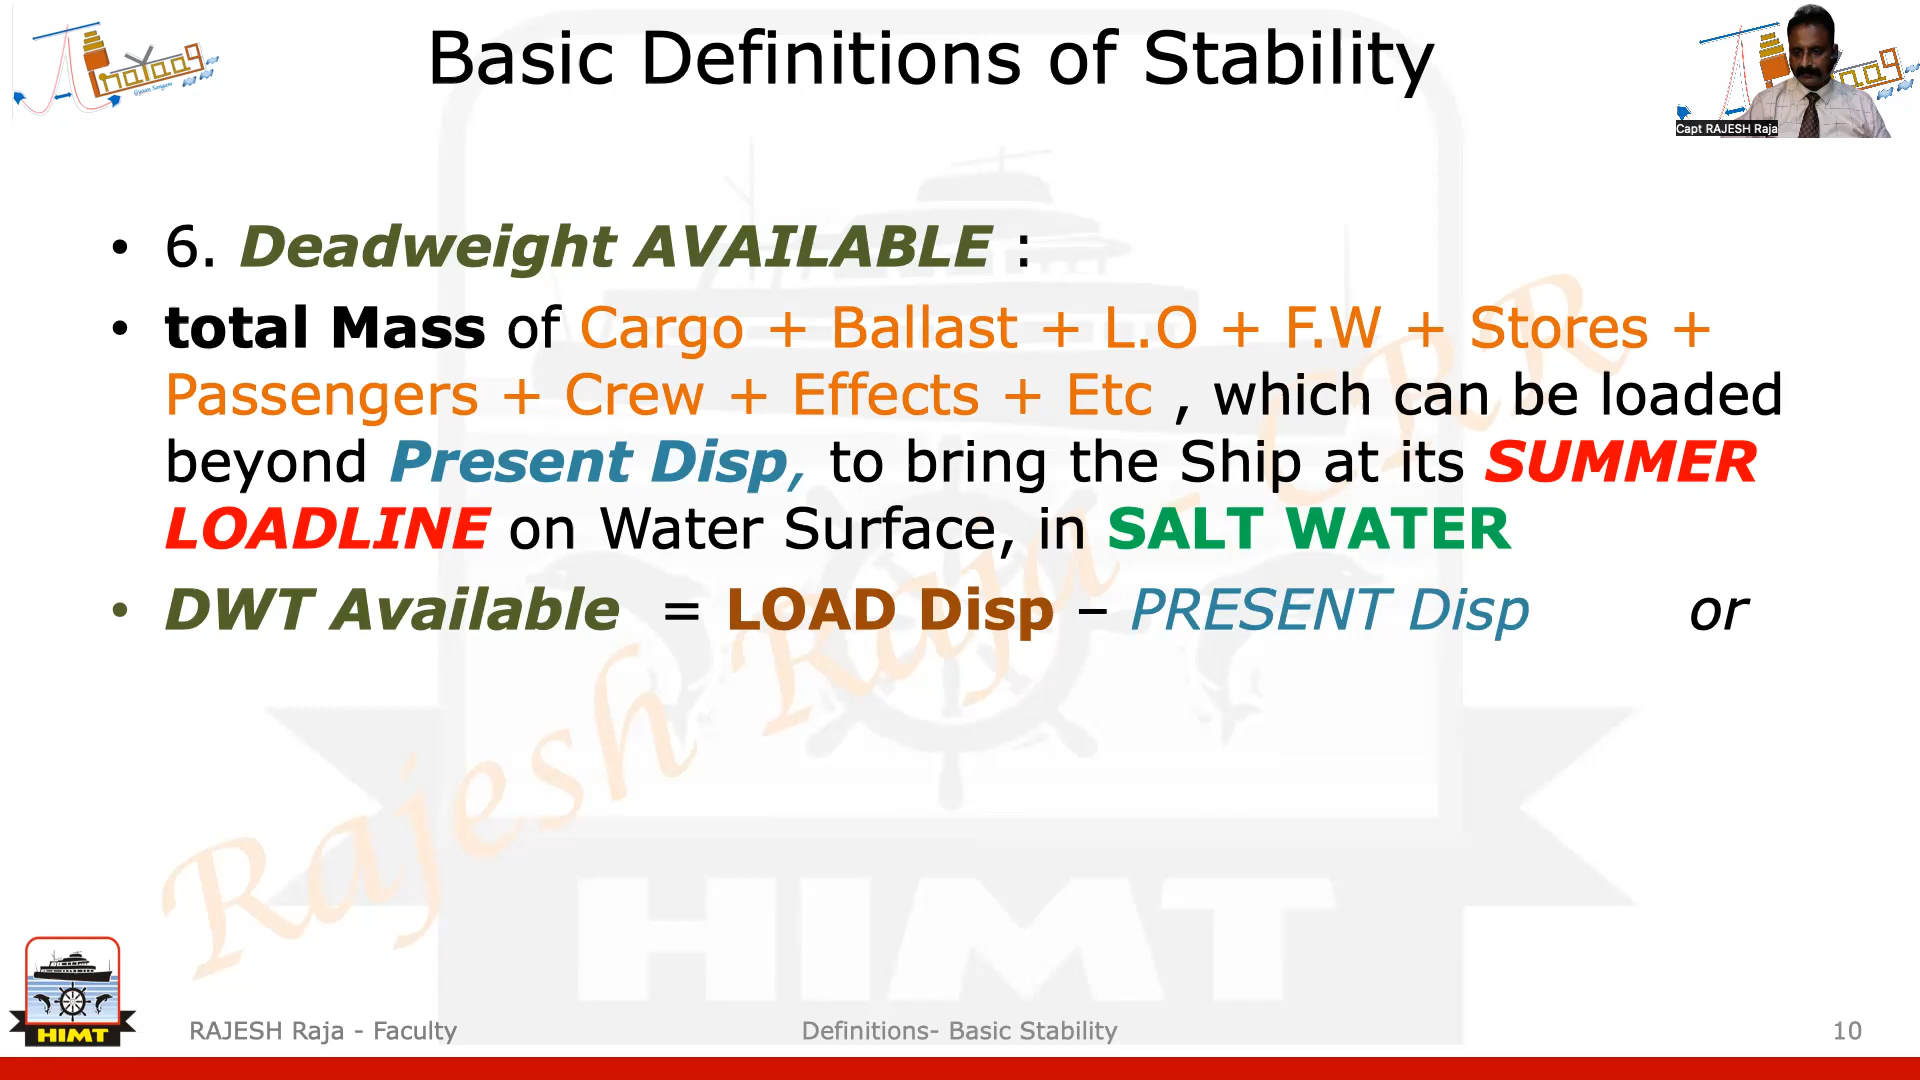 Basic Definitions of Stability
Capt RAJESH Raja
• 6. Deadweight AVAILABLE :
• total Mass of Cargo + Ballast + L.O + F.W + Stores +
Passengers + Crew + Effects + Etc , which can be loaded
beyond Present Disp, to bring the Ship at its SUMMER
LOADLINE on Water Surface, in SALT WATER
• DWT Available = LOAD Disp – PRESENT Disp or
Rajesh Raja - CPR
HIMT
HIMT
RAJESH Raja - Faculty
Definitions- Basic Stability
10